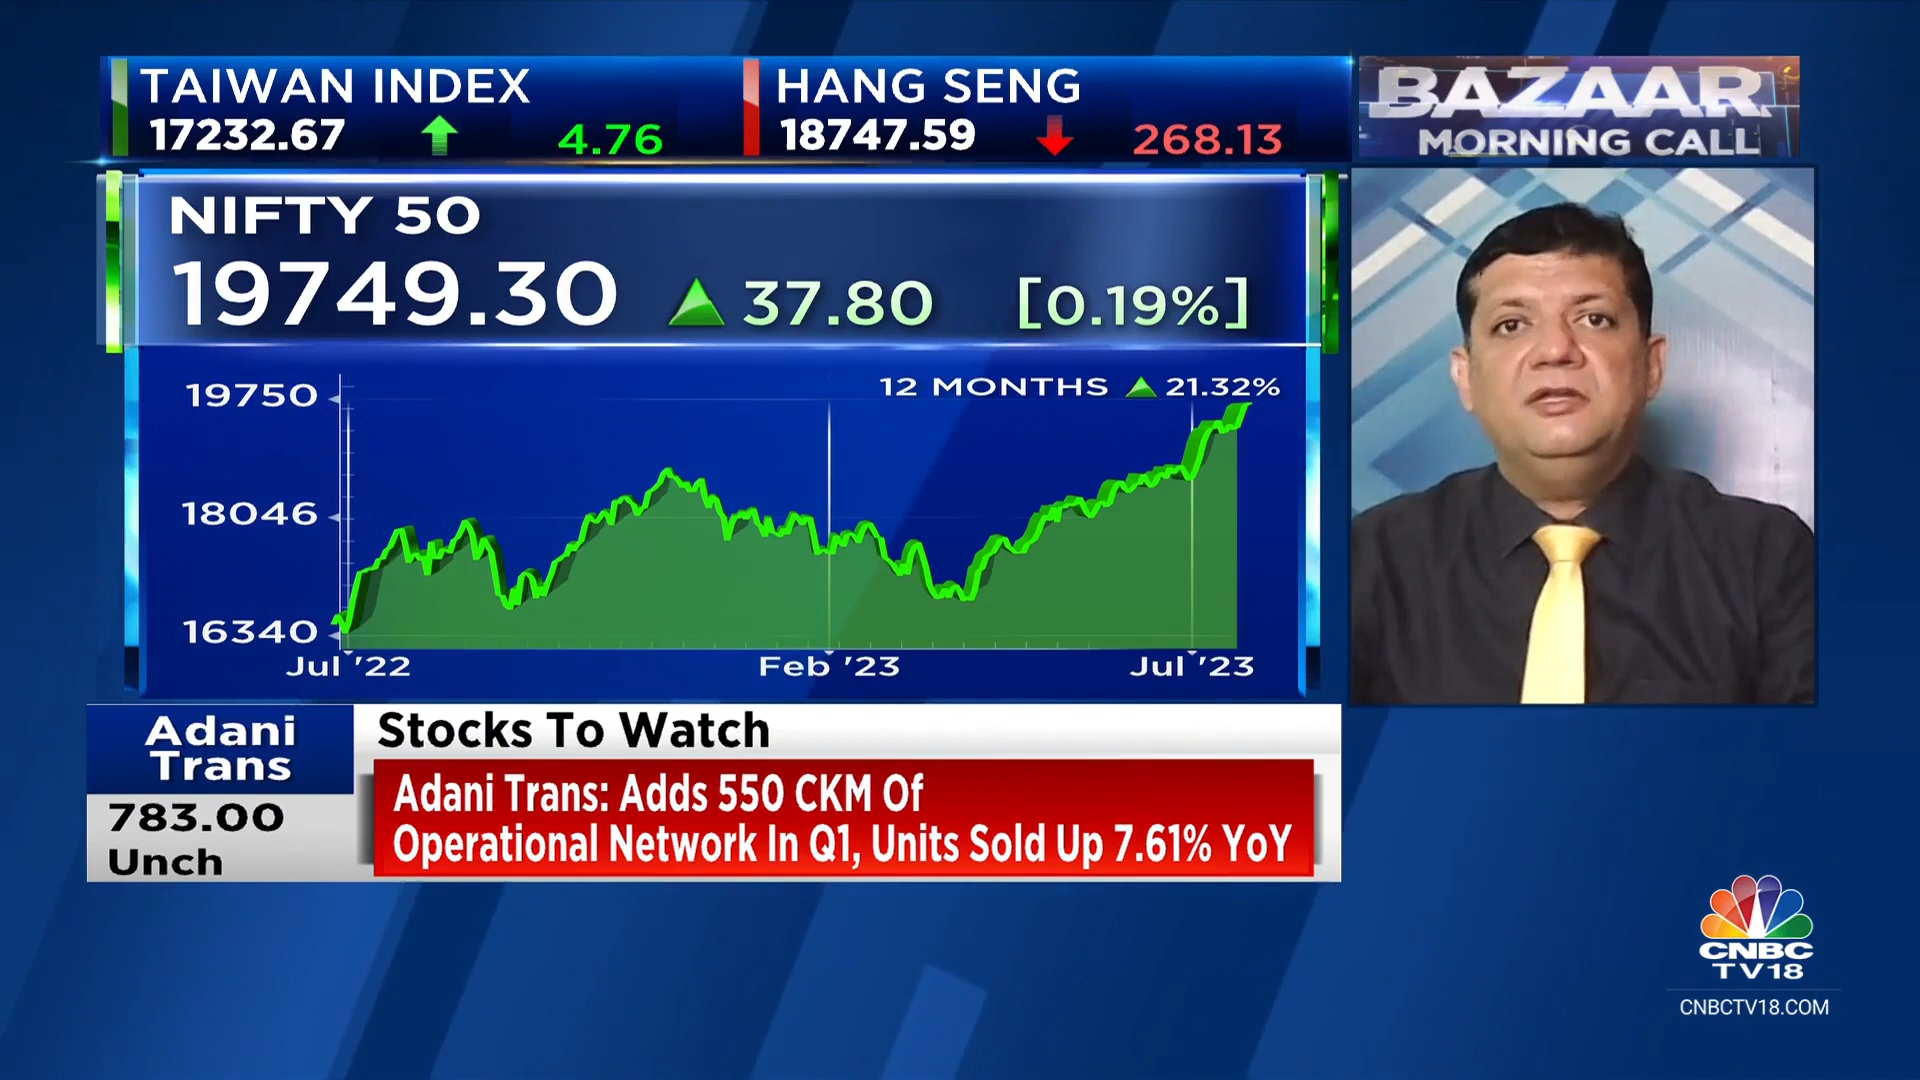 TAIWAN INDEX
17232.67 4.76
HANG SENG
18747.59 268.13
BAZAAR
MORNING CALL
NIFTY 50
19749.30 37.80 [0.19%]
12 MONTHS 21.32%
19750
18046
16340
Jul '22 Feb '23 Jul '23
Adani
Trans
783.00
Unch
Stocks To Watch
Adani Trans: Adds 550 CKM Of
Operational Network In Q1, Units Sold Up 7.61% YoY
CNBC
TV18
CNBCTV18.COM